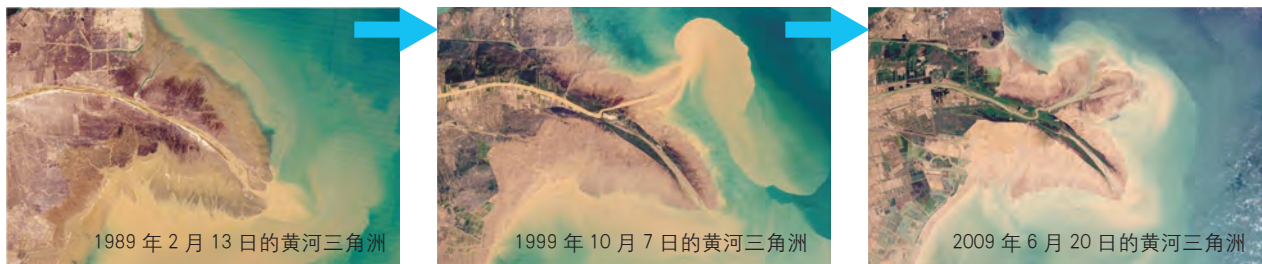 1989 年 2 月 13 日的黄河三角洲
1999 年 10 月 7 日的黄河三角洲
2009 年 6 月 20 日的黄河三角洲